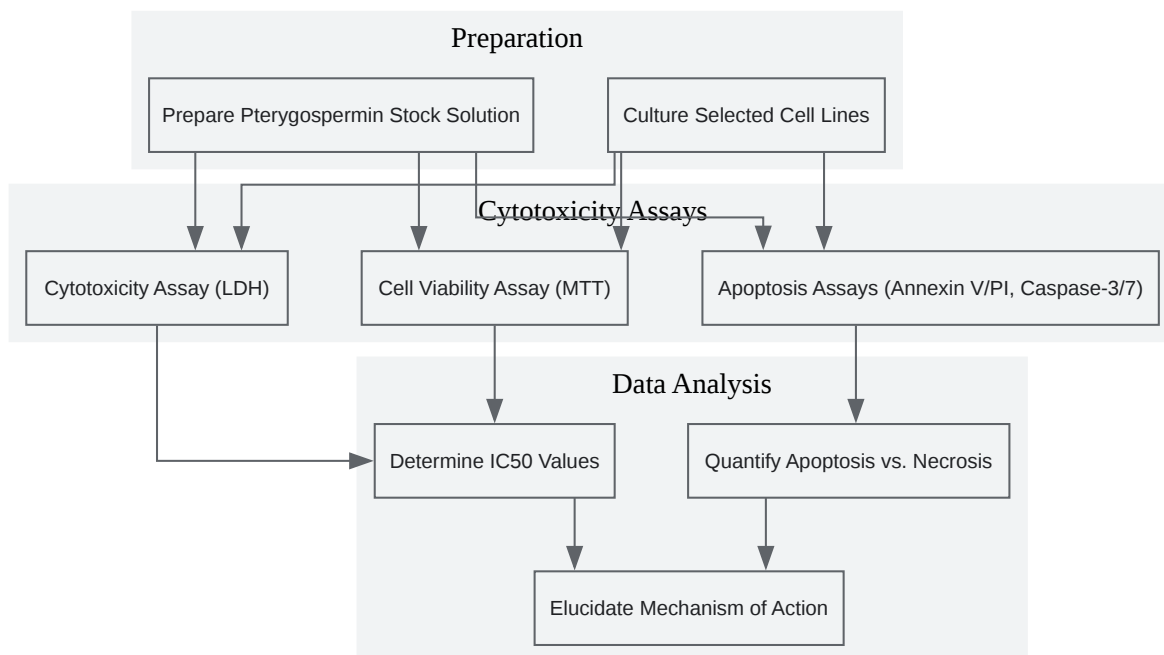 Preparation
Prepare Pterygospermin Stock Solution
Culture Selected Cell Lines
Cytotoxicity Assays
Cytotoxicity Assay (LDH)
Cell Viability Assay (MTT)
Apoptosis Assays (Annexin V/PI, Caspase-3/7)
Data Analysis
Determine IC50 Values
Quantify Apoptosis vs. Necrosis
Elucidate Mechanism of Action